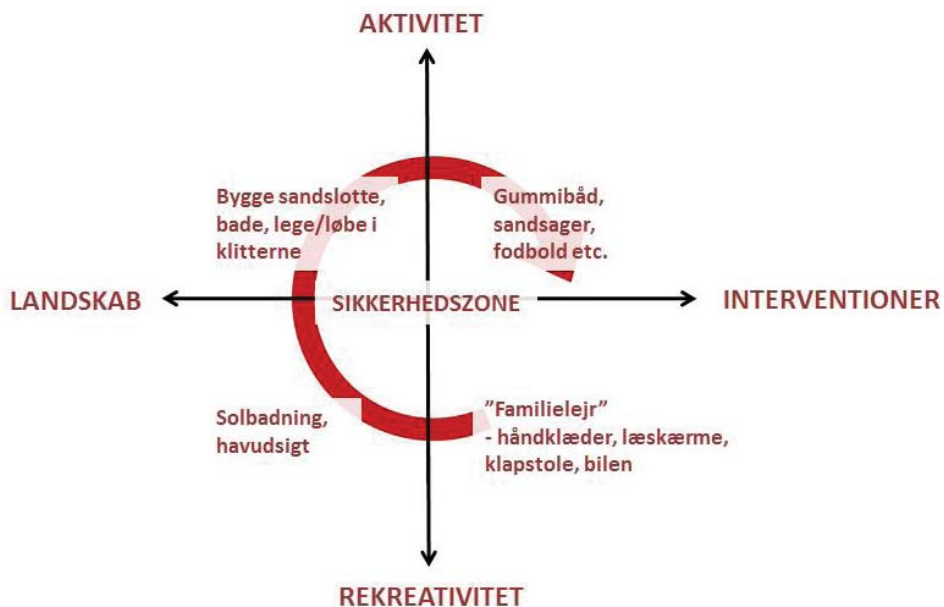 AKTIVITET
Bygge sandslotte,
bade, lege/løbe i
klitterne
Gummibåd,
sandsager,
fodbold etc.
LANDSKAB
SIKKERHEDSZONE
INTERVENTIONER
Solbadning,
havudsigt
”Familielejr”
- håndklæder, læskærme,
klapstole, bilen
REKREATIVITET